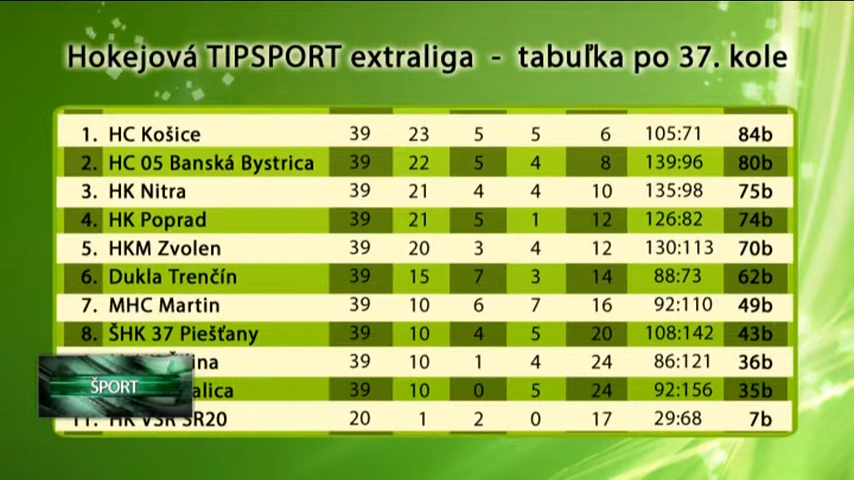 Hokejová TIPSPORT extraliga - tabuľka po 37. kole
1. HC Košice 39 23 5 5 6 105:71 84b
2. HC 05 Banská Bystrica 39 22 5 4 8 139:96 80b
3. HK Nitra 39 21 4 4 10 135:98 75b
4. HK Poprad 39 21 5 1 12 126:82 74b
5. HKM Zvolen 39 20 3 4 12 130:113 70b
6. Dukla Trenčín 39 15 7 3 14 88:73 62b
7. MHC Martin 39 10 6 7 16 92:110 49b
8. ŠHK 37 Piešťany 39 10 4 5 20 108:142 43b
39 10 1 4 24 86:121 36b
ŠPORT
alica 39 10 0 5 24 92:156 35b
11. HK VSR SR20 20 1 2 0 17 29:68 7b